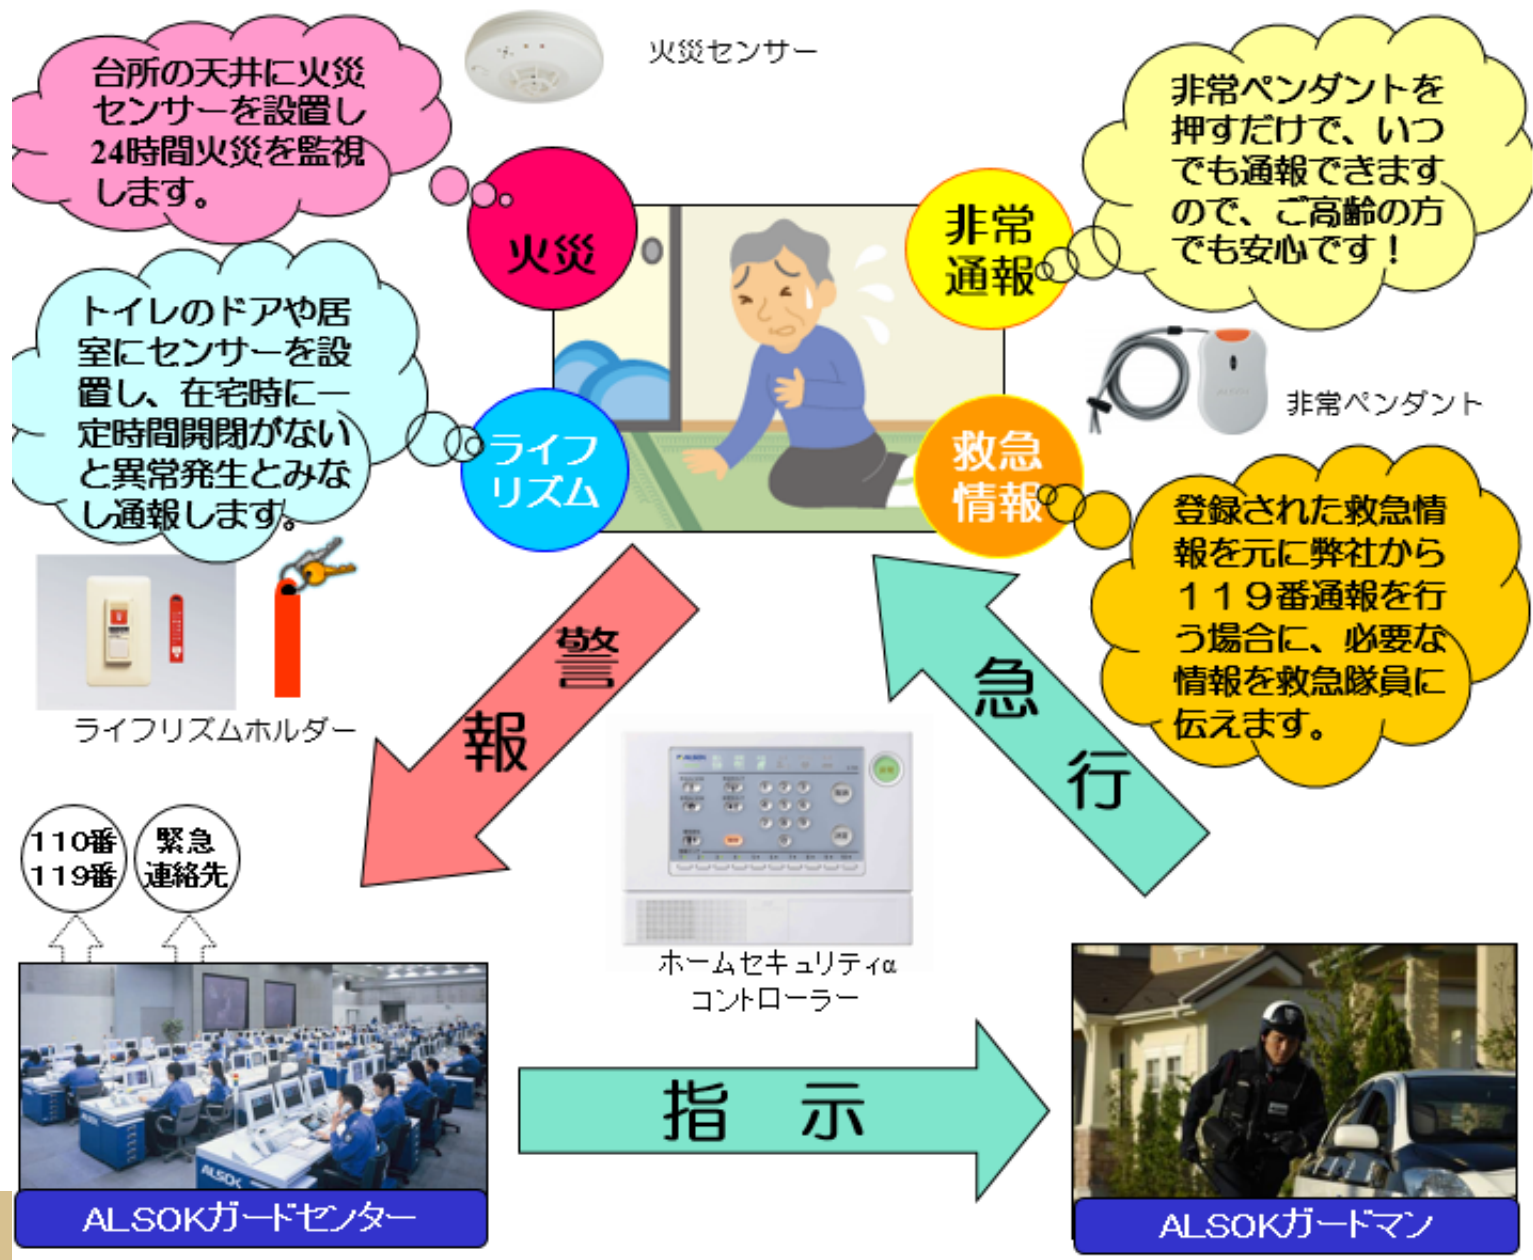 台所の天井に火災
センサーを設置し
24時間火災を監視
します。
火災センサー
非常ペンダントを
押すだけで、いつ
でも通報できます
ので、ご高齢の方
でも安心です！
火災
非常
通報
トイレのドアや居
室にセンサーを設
置し、在宅時に一
定時間開閉がない
と異常発生とみな
し通報します。
ライフ
リズム
非常ペンダント
救急
情報
登録された救急情
報を元に弊社から
１１９番通報を行
う場合に、必要な
情報を救急隊員に
伝えます。
ライフリズムホルダー
警報
急行
ALSOK
110番
119番
緊急
連絡先
ホームセキュリティα
コントローラー
指示
ALSOK
ALSOKガードセンター
ALSOKガードマン